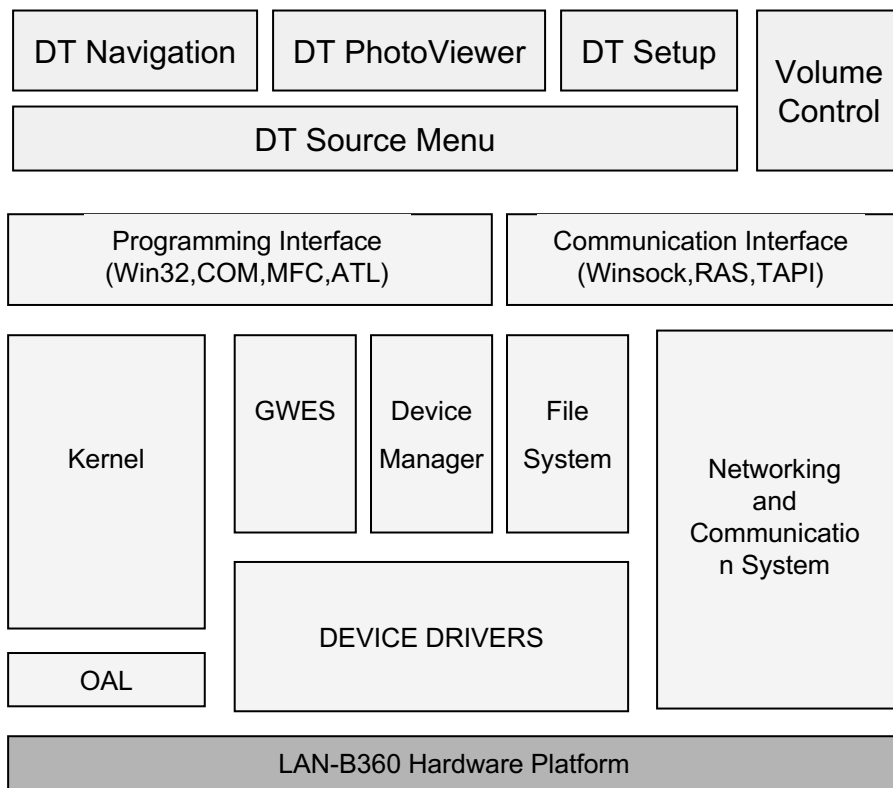 DT Navigation
DT PhotoViewer
DT Setup
Volume
Control
DT Source Menu
Programming Interface
(Win32,COM,MFC,ATL)
Communication Interface
(Winsock,RAS,TAPI)
Kernel
GWES
Device
Manager
File
System
Networking
and
Communicatio
n System
DEVICE DRIVERS
OAL
LAN-B360 Hardware Platform